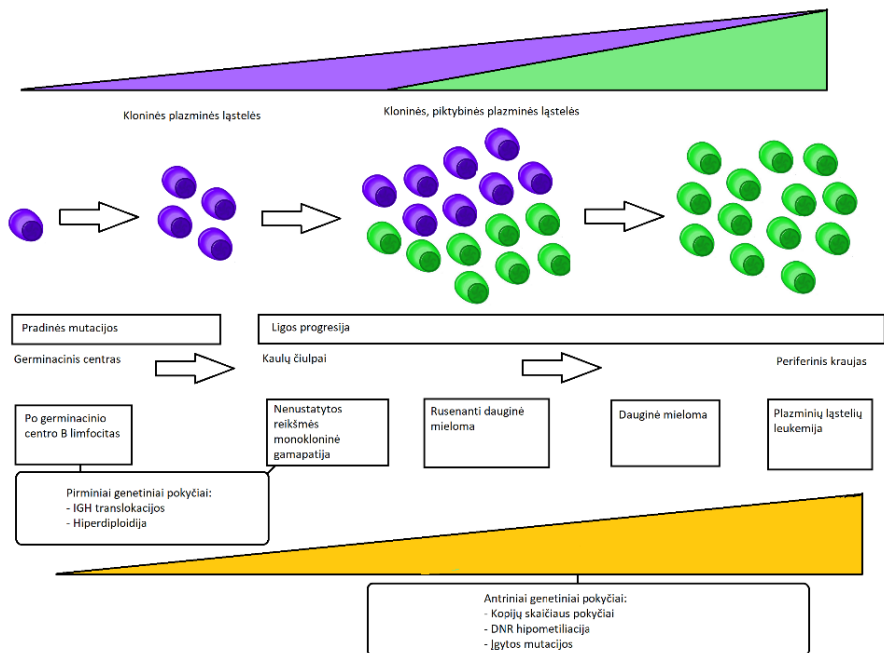 Kloninės plazminės ląstelės
Kloninės, piktybinės plazminės ląstelės
Pradinės mutacijos
Ligos progresija
Germinacinis centras
Kaulų čiulpai
Periferinis kraujas
Po germinacinio
centro B limfocitas
Nenustatytos
reikšmės
monokloninė
gamapatija
Rusenanti dauginė
mieloma
Dauginė mieloma
Plazminių ląstelių
leukemija
Pirminiai genetiniai pokyčiai:
- IGH translokacijos
- Hiperdiploidija
Antriniai genetiniai pokyčiai:
- Kopijų skaičiaus pokyčiai
- DNR hipometiliacija
- Įgytos mutacijos